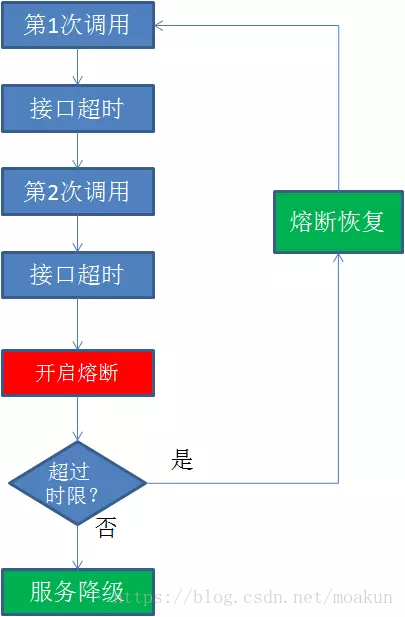 第1次调用
接口超时
第2次调用
接口超时
熔断恢复
开启熔断
超过
时限？
是
否
服务降级
https://blog.csdn.net/moakun